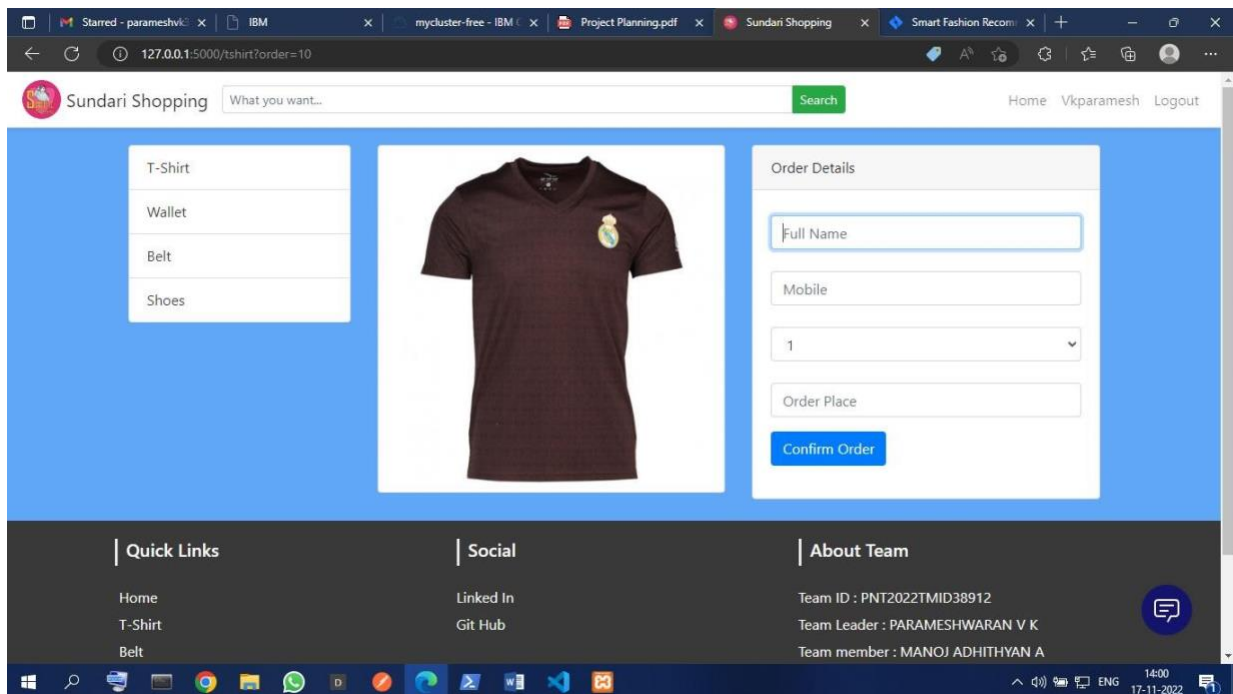 Starred - parameshvk3
IBM
mycluster-free - IBM C
Project Planning.pdf
Sundari Shopping
Smart Fashion Recom
127.0.0.1:5000/tshirt?order=10
Sundari Shopping
What you want...
Search
Home
Vkparamesh
Logout
T-Shirt
Wallet
Belt
Shoes
Order Details
Full Name
Mobile
1
Order Place
Confirm Order
Quick Links
Home
T-Shirt
Belt
Social
Linked In
Git Hub
About Team
Team ID : PNT2022TMID38912
Team Leader : PARAMESHWARAN V K
Team member : MANOJ ADHITHYAN A
ENG
14:00
17-11-2022